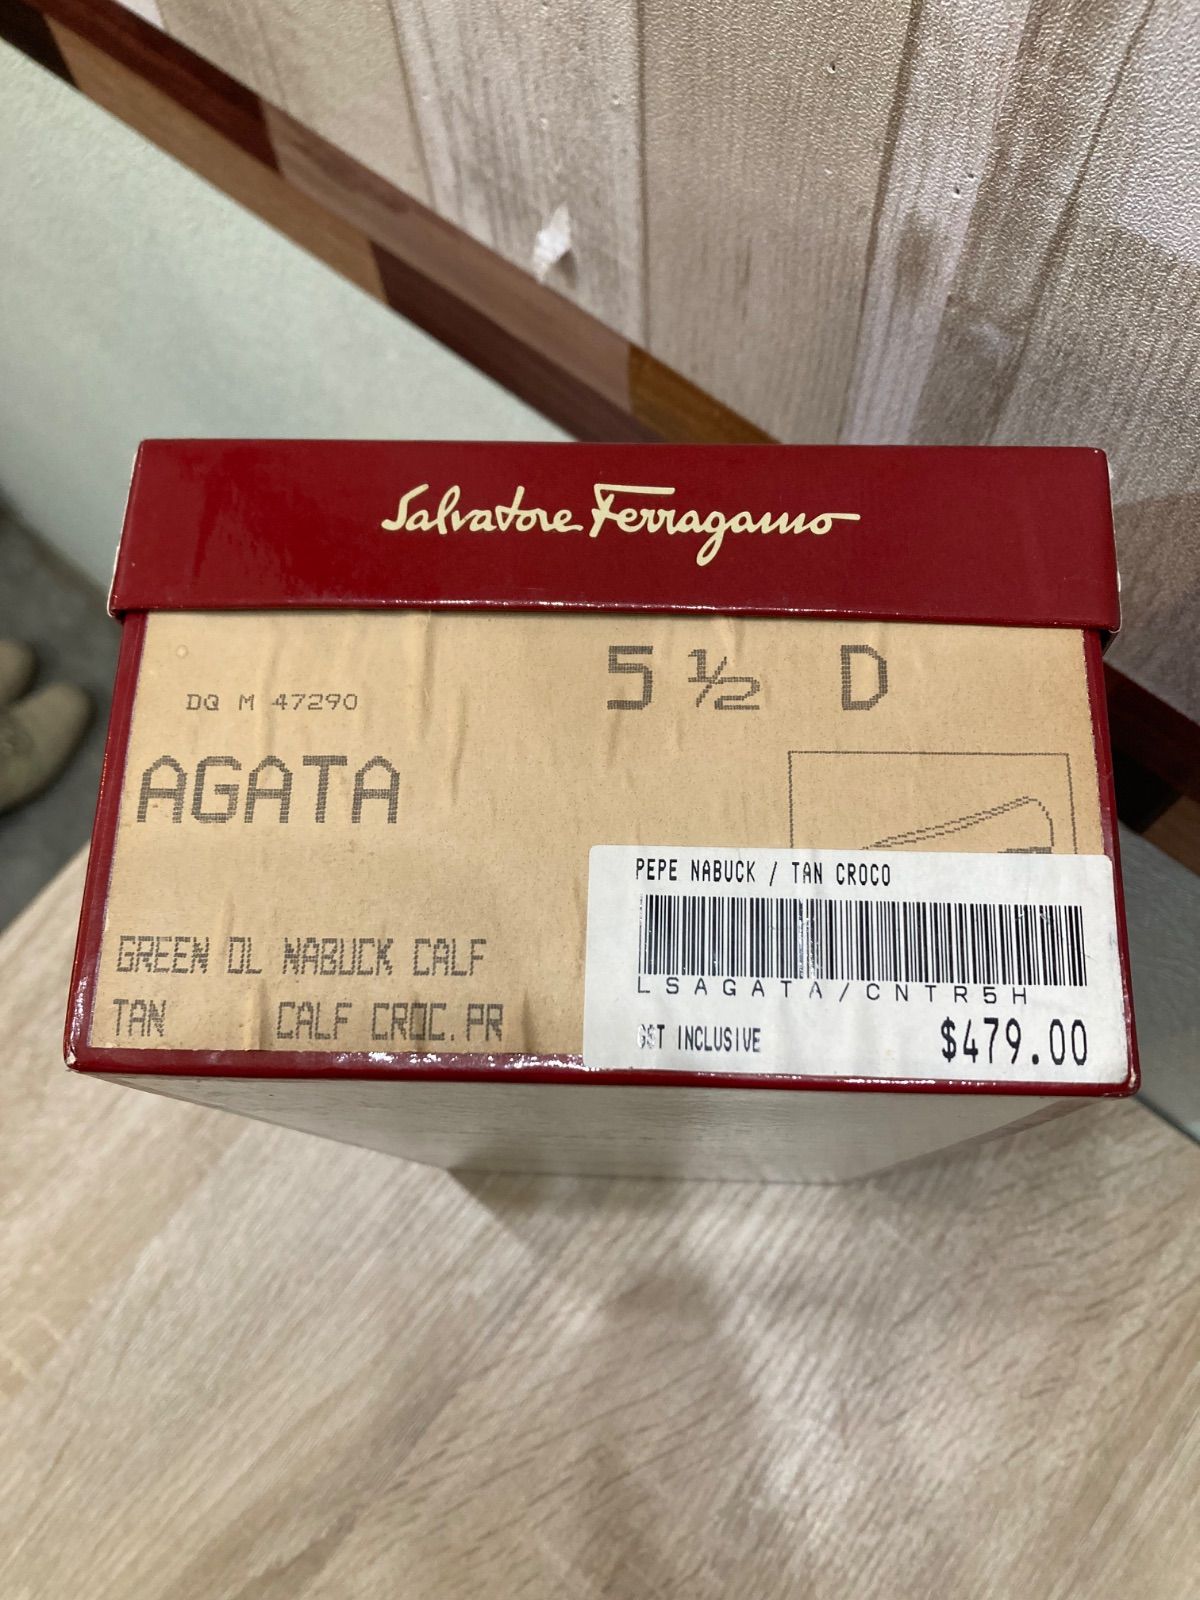 Salvatore Ferragamo
5 ½ D
DQ M 47290
AGATA
GREEN OL NABUCK CALF
TAN CALF CROC.PR
PEPE NABUCK / TAN CROCO
LSAGATA/CNTR5H
GST INCLUSIVE $479.00